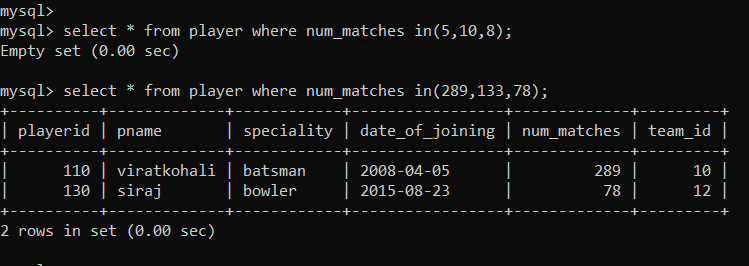 mysql>
mysql> select * from player where num_matches in(5,10,8);
Empty set (0.00 sec)
mysql> select * from player where num_matches in(289,133,78);
+----------+------------+------------+-----------------+-------------+---------+
| playerid | pname      | speciality | date_of_joining | num_matches | team_id |
+----------+------------+------------+-----------------+-------------+---------+
|      110 | viratkohali | batsman    | 2008-04-05      |         289 |      10 |
|      130 | siraj      | bowler     | 2015-08-23      |          78 |      12 |
+----------+------------+------------+-----------------+-------------+---------+
2 rows in set (0.00 sec)